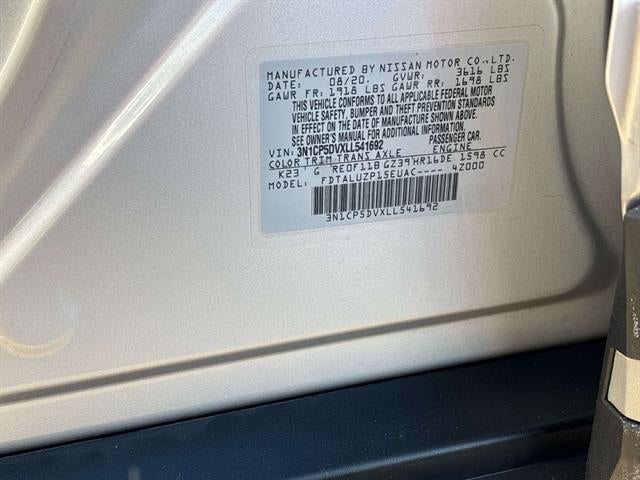 MANUFACTURED BY NISSAN MOTOR CO., LTD.
DATE: 08/20. GVWR: 3616 LBS
GAWR FR: 1918 LBS GAWR RR: 1698 LBS
THIS VEHICLE CONFORMS TO ALL APPLICABLE FEDERAL MOTOR
VEHICLE SAFETY, BUMPER AND THEFT PREVENTION STANDARDS
IN EFFECT ON THE DATE OF MANUFACTURE SHOWN ABOVE.
SEE OWNER'S MANUAL FOR ADDITIONAL INFORMATION.
VIN: 3N1CP5DVXLL541692 PASSENGER CAR.
COLOR TRIM TRANS AXLE ENGINE
K23 G RE0F11B GZ39 HR16DE 1598 CC
MODEL: FDTALUZP15EUAC---- 4Z000
3N1CP5DVXLL541692